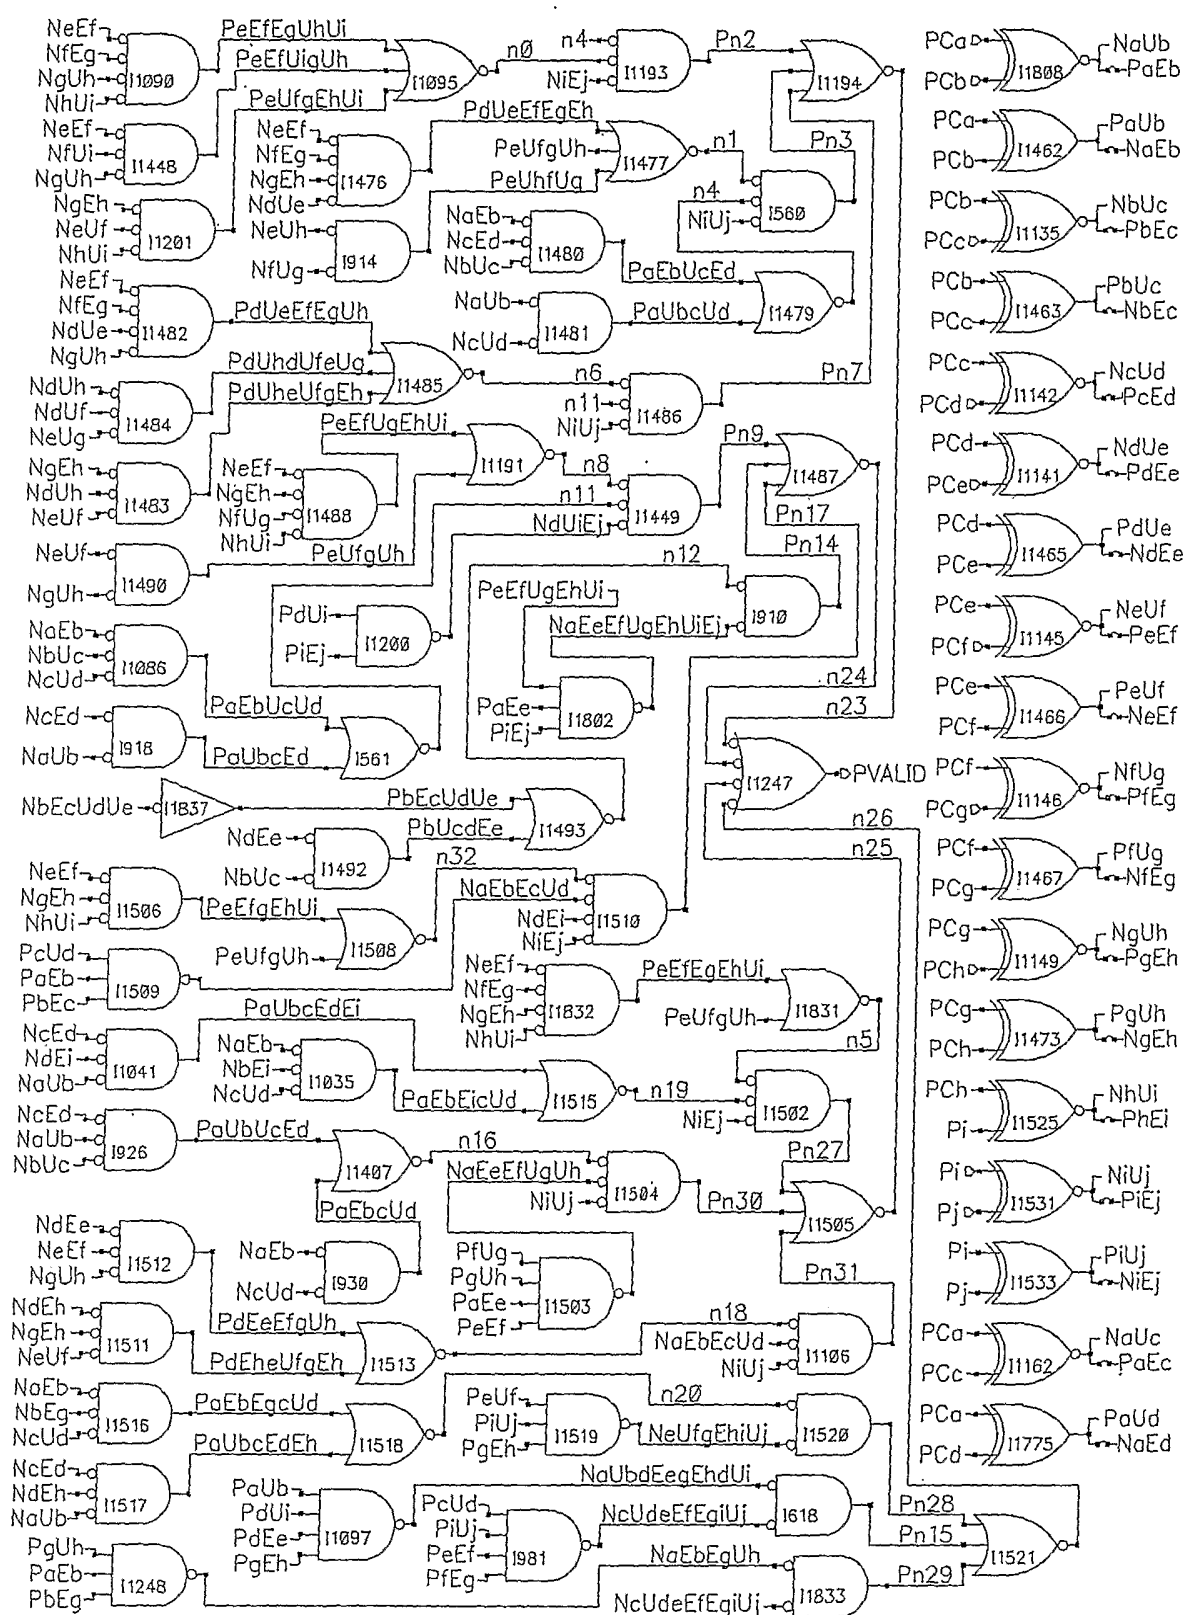 NeEf
NfEg
NgUh
NhUi
I1090
PeEfEgUhUi
PeEfUigUh
PeUfgEhUi
I1095
n0
n4
NiEj
I1193
Pn2
I1194
PCa
PCb
I1808
NaUb
PaEb
NeEf
NfUi
NgUh
I1448
NeEf
NfEg
NgEh
NdUe
I1476
PdUeEfEgEh
PeUfgUh
PeUhfUg
I1477
n1
n4
NiUj
I560
Pn3
PCa
PCb
I1462
PaUb
NaEb
NgEh
NeUf
NhUi
I1201
NeUh
NfUg
I914
NaEb
NcEd
NbUc
I1480
PaEbUcEd
PCb
PCc
I1135
NbUc
PbEc
NeEf
NfEg
NdUe
NgUh
I1482
PdUeEfEgUh
NaUb
NcUd
I1481
PaUbcUd
I1479
PCb
PCc
I1463
PbUc
NbEc
NdUh
NdUf
NeUg
I1484
PdUhdUfeUg
PdUheUfgEh
I1485
n6
n11
NiUj
I1486
Pn7
PCc
PCd
I1142
NcUd
PcEd
NgEh
NdUh
NeUf
I1483
NeEf
NgEh
NfUg
NhUi
I1488
PeEfUgEhUi
I1191
n8
n11
NdUiEj
I1449
Pn9
I1487
Pn17
Pn14
PCd
PCe
I1141
NdUe
PdEe
NeUf
NgUh
I1490
PeUfgUh
n12
PCd
PCe
I1465
PdUe
NdEe
NaEb
NbUc
NcUd
I1086
PdUi
PiEj
I1200
PeEfUgEhUi
NaEeEfUgEhUiEj
I910
PCe
PCf
I1145
NeUf
PeEf
NcEd
NaUb
I918
PaEbUcUd
PaUbcEd
I561
PaEe
PiEj
I1802
n24
n23
PCe
PCf
I1466
PeUf
NeEf
NbEcUdUe
I1837
PbEcUdUe
PbUcdEe
I1493
I1247
PVALID
PCf
PCg
I1146
NfUg
PfEg
NdEe
NbUc
I1492
n26
n25
PCf
PCg
I1467
PfUg
NfEg
NeEf
NgEh
NhUi
I1506
PeEfgEhUi
PeUfgUh
I1508
n32
NaEbEcUd
NdEi
NiEj
I1510
PCg
PCh
I1149
NgUh
PgEh
PcUd
PaEb
PbEc
I1509
NeEf
NfEg
NgEh
NhUi
I1832
PeEfEgEhUi
PeUfgUh
I1831
n5
PCg
PCh
I1473
PgUh
NgEh
NcEd
NdEi
NaUb
I1041
PaUbcEdEi
NaEb
NbEi
NcUd
I1035
PaEbEicUd
I1515
n19
NiEj
I1502
PCh
Pi
I1525
NhUi
PhEi
NcEd
NaUb
NbUc
I926
PaUbUcEd
I1407
PaEbcUd
n16
NaEeEfUgUh
NiUj
I1504
Pn30
Pn27
I1505
Pi
Pj
I1531
NiUj
PiEj
NdEe
NeEf
NgUh
I1512
NaEb
NcUd
I930
PfUg
PgUh
PaEe
PeEf
I1503
Pn31
Pi
Pj
I1533
PiUj
NiEj
NdEh
NgEh
NeUf
I1511
PdEeEfgUh
PdEheUfgEh
I1513
n18
NaEbEcUd
NiUj
I1106
PCa
PCc
I1162
NaUc
PaEc
NaEb
NbEg
NcUd
I1516
PaEbEgcUd
PaUbcEdEh
I1518
n20
PeUf
PiUj
PgEh
I1519
NeUfgEhiUj
I1520
PCa
PCd
I1775
PaUd
NaEd
NcEd
NdEh
NaUb
I1517
PaUb
PdUi
PdEe
PgEh
I1097
NaUbdEegEhdUi
PcUd
PiUj
PeEf
PfEg
I981
NcUdeEfEgiUj
I618
Pn28
Pn15
Pn29
I1521
PgUh
PaEb
PbEg
I1248
NaEbEgUh
NcUdeEfEgiUj
I1833